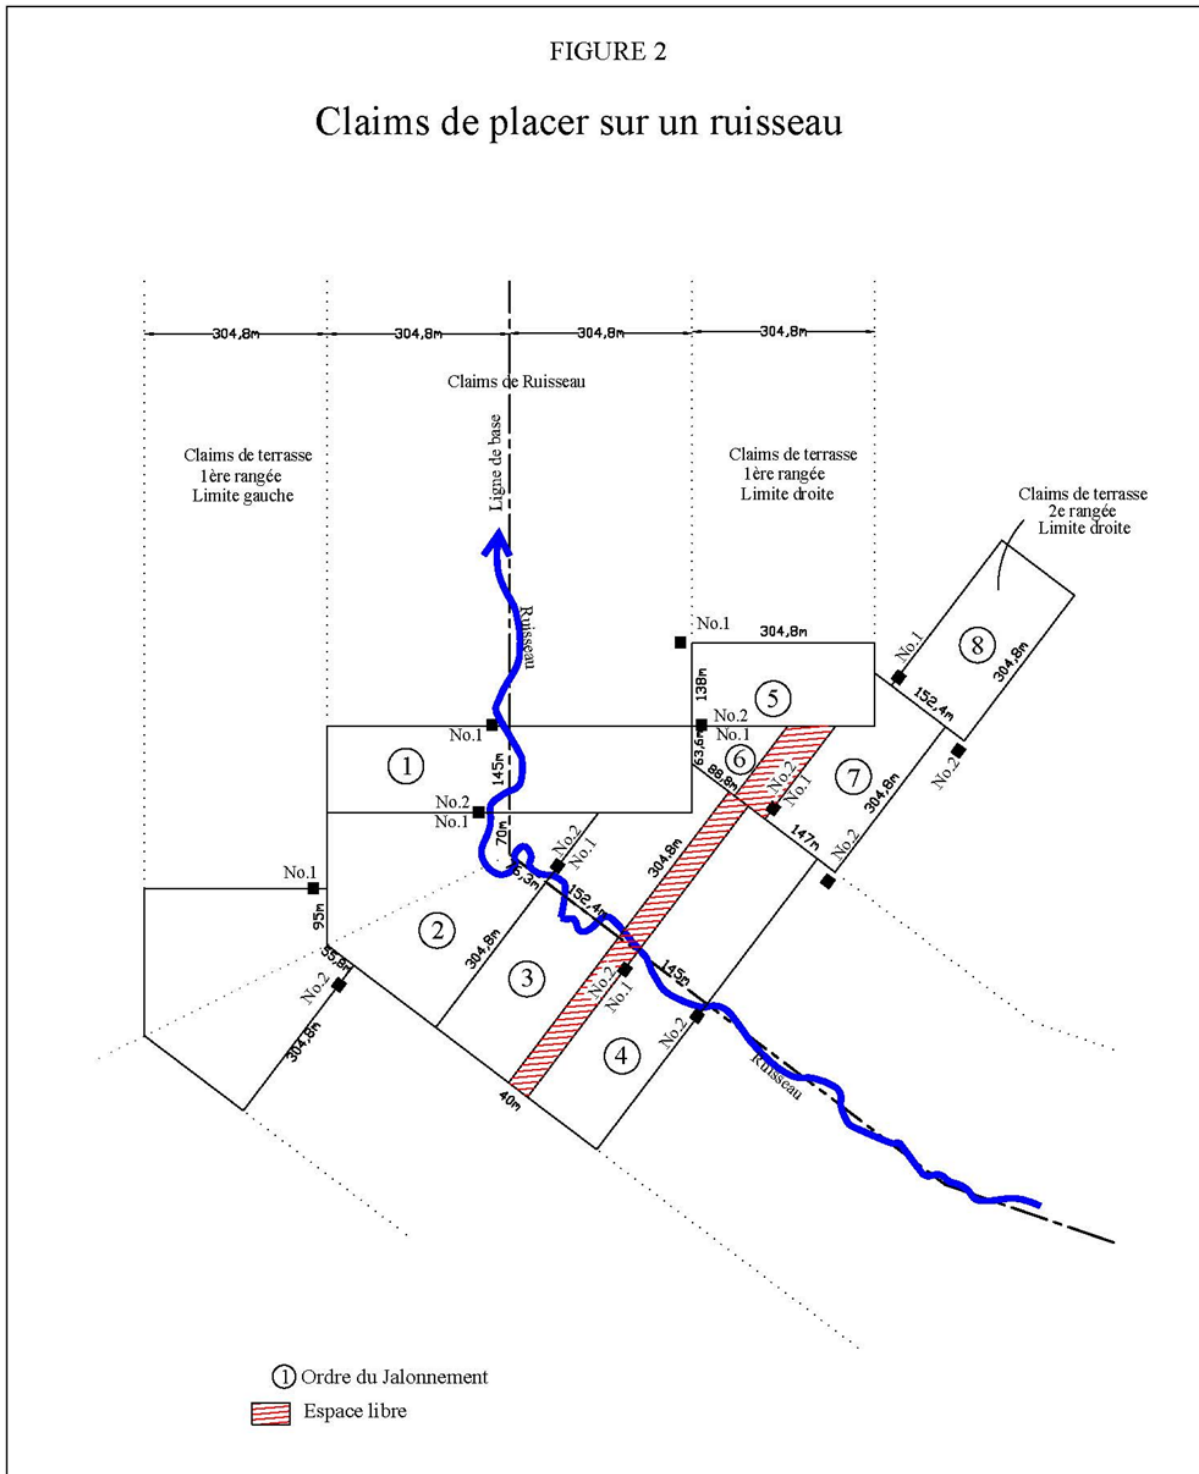 FIGURE 2
Claims de placer sur un ruisseau
304,8m
304,8m
304,8m
304,8m
Claims de Ruisseau
Ligne de base
Claims de terrasse
1ère rangée
Limite gauche
Claims de terrasse
1ère rangée
Limite droite
Claims de terrasse
2e rangée
Limite droite
Ruisseau
No.1
304,8m
No.1
8
304,8m
138m
5
152,4m
No.2
No.1
No.2
No.1
1
145m
63,6m
6
88,8m
No.2
No.1
7
304,8m
No.2
No.2
No.1
70m
No.2
No.1
304,8m
147m
No.2
No.1
95m
2
152,4m
304,8m
55,8m
No.2
304,8m
3
No.2
No.1
145m
No.2
4
40m
Ruisseau
1 Ordre du Jalonnement
Espace libre